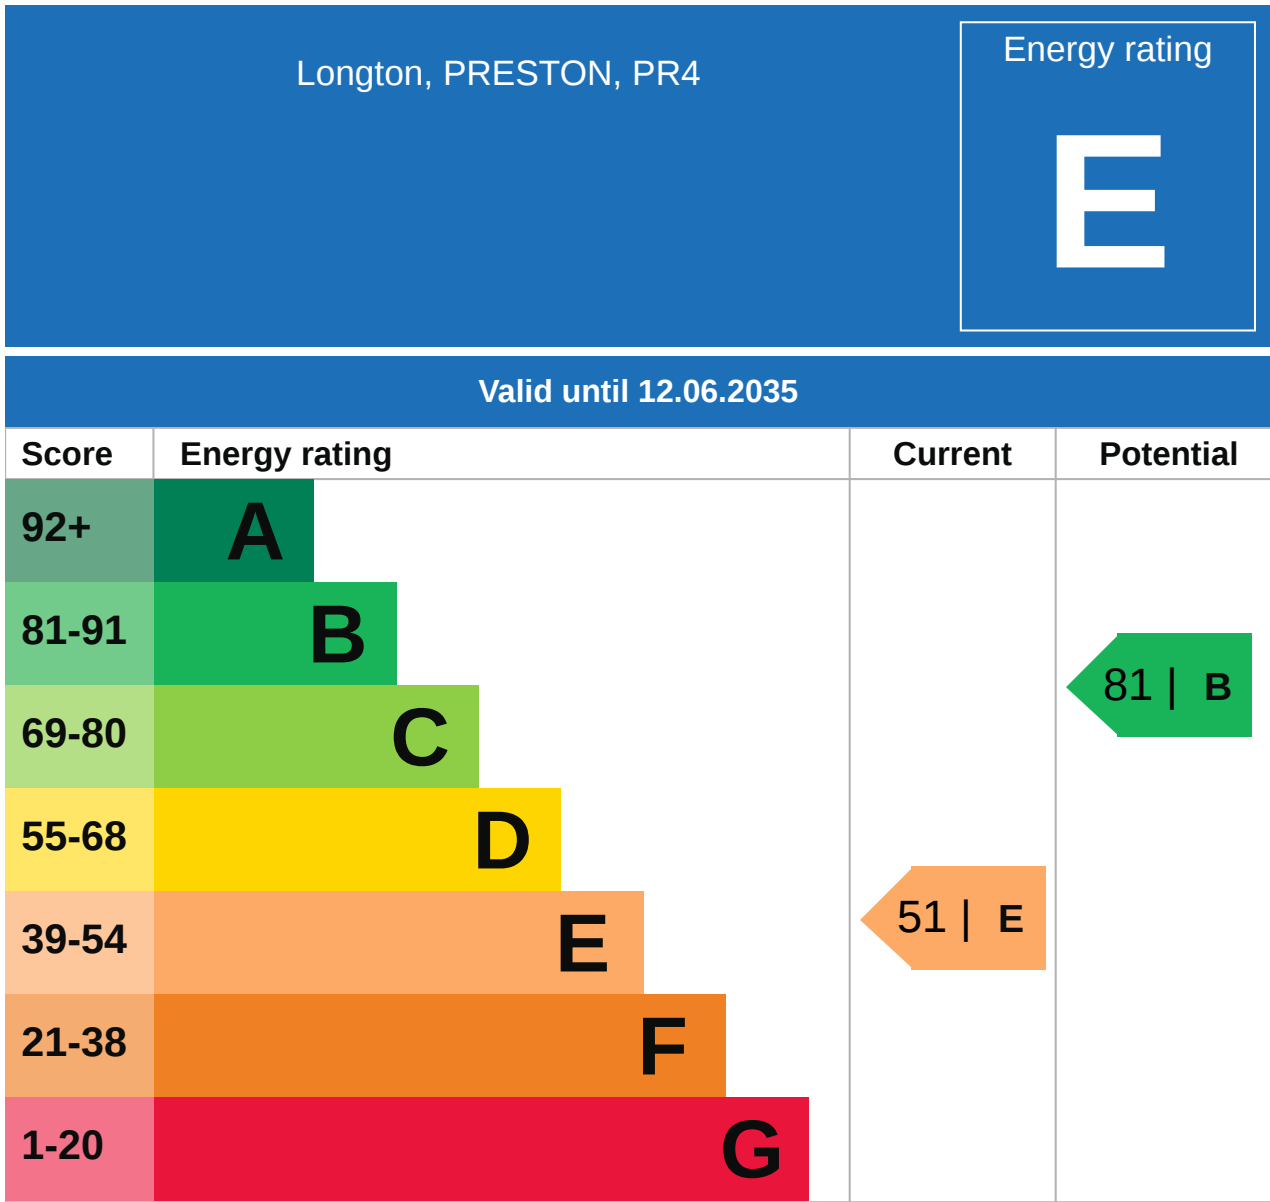 Longton, PRESTON, PR4
Energy rating
E
Valid until 12.06.2035
Score Energy rating Current Potential
92+ A
81-91 B
81 | B
69-80 C
55-68 D
39-54 E
51 | E
21-38 F
1-20 G